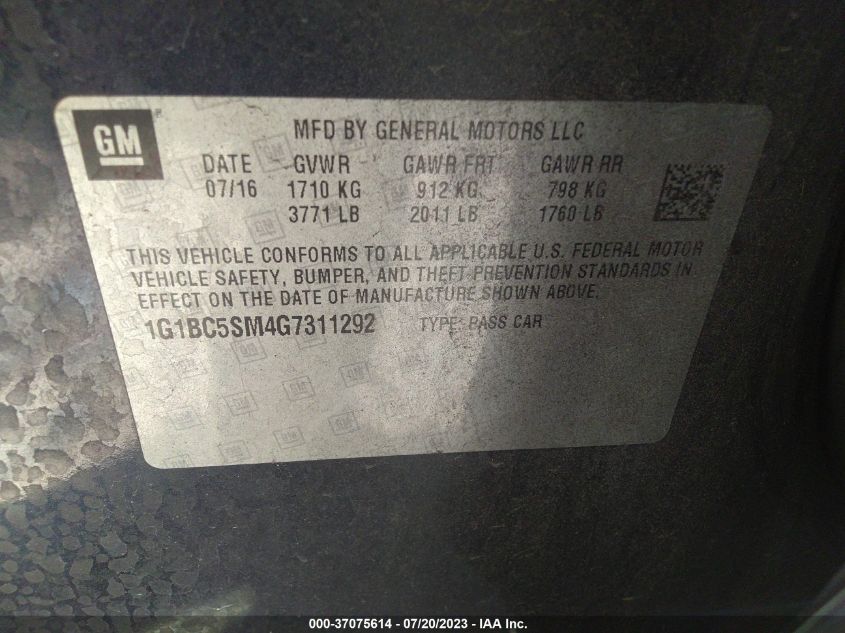 GM
MFD BY GENERAL MOTORS LLC
DATE GVWR GAWR FRT GAWR RR
07/16 1710 KG 912 KG 798 KG
3771 LB 2011 LB 1760 LB
THIS VEHICLE CONFORMS TO ALL APPLICABLE U.S. FEDERAL MOTOR
VEHICLE SAFETY, BUMPER, AND THEFT PREVENTION STANDARDS IN
EFFECT ON THE DATE OF MANUFACTURE SHOWN ABOVE.
1G1BC5SM4G7311292 TYPE: PASS CAR
000-37075614 - 07/20/2023 - IAA Inc.